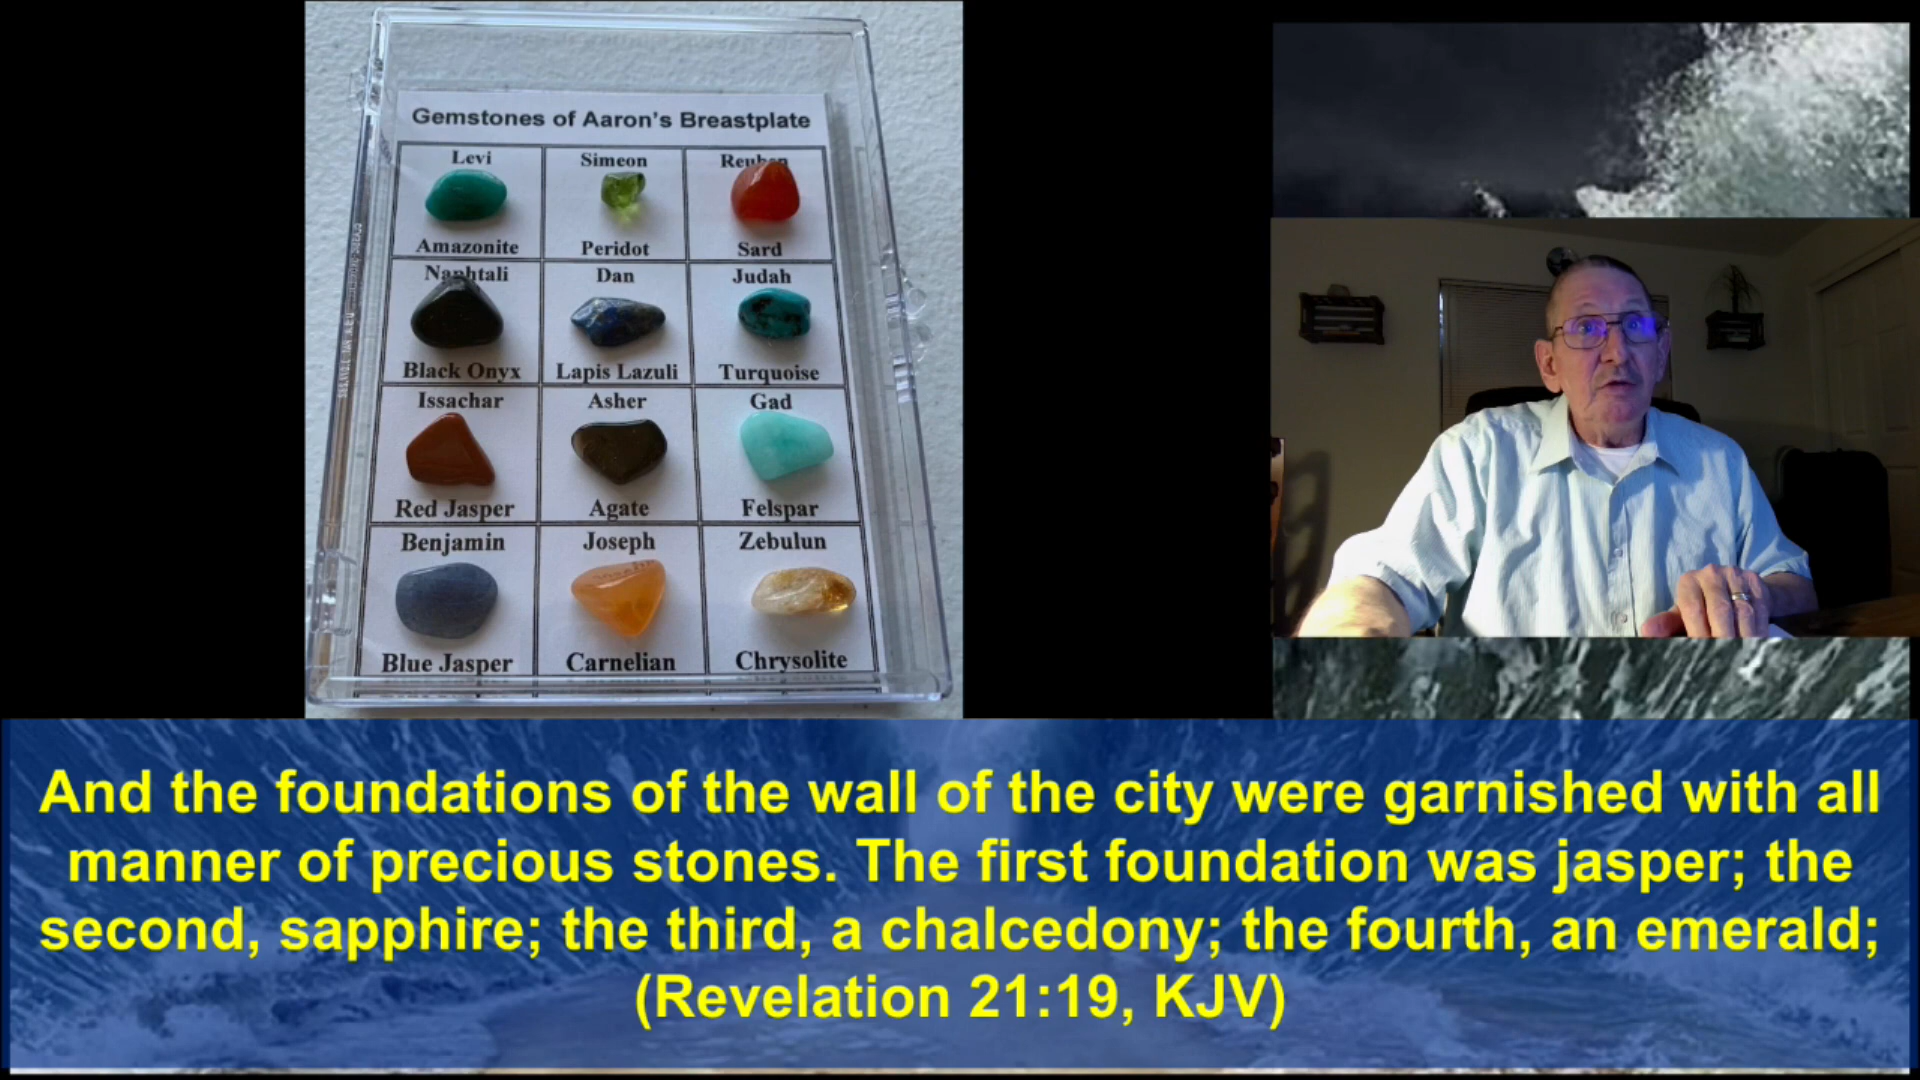 Gemstones of Aaron's Breastplate
Levi Simeon Reuben
Amazonite Peridot Sard
Naphtali Dan Judah
Black Onyx Lapis Lazuli Turquoise
Issachar Asher Gad
Red Jasper Agate Felspar
Benjamin Joseph Zebulun
Blue Jasper Carnelian Chrysolite
And the foundations of the wall of the city were garnished with all
manner of precious stones. The first foundation was jasper; the
second, sapphire; the third, a chalcedony; the fourth, an emerald;
(Revelation 21:19, KJV)